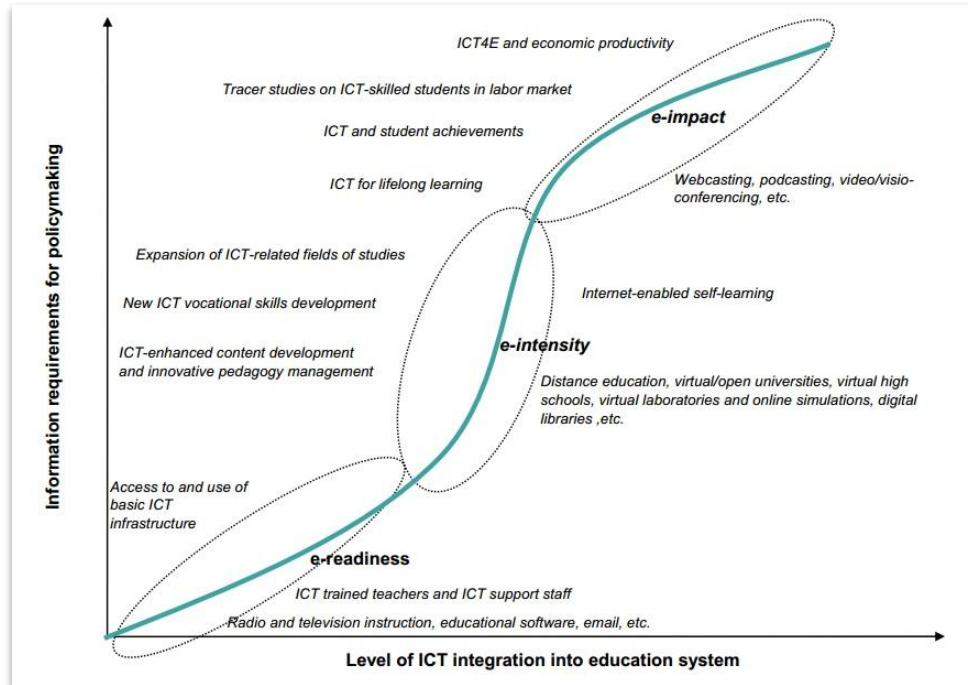 ICT4E and economic productivity
Tracer studies on ICT-skilled students in labor market
e-impact
ICT and student achievements
ICT for lifelong learning
Webcasting, podcasting, video/visio-
conferencing, etc.
Expansion of ICT-related fields of studies
New ICT vocational skills development
Internet-enabled self-learning
e-intensity
ICT-enhanced content development
and innovative pedagogy management
Distance education, virtual/open universities, virtual high
schools, virtual laboratories and online simulations, digital
libraries ,etc.
Access to and use of
basic ICT
infrastructure
e-readiness
ICT trained teachers and ICT support staff
Radio and television instruction, educational software, email, etc.
Information requirements for policymaking
Level of ICT integration into education system